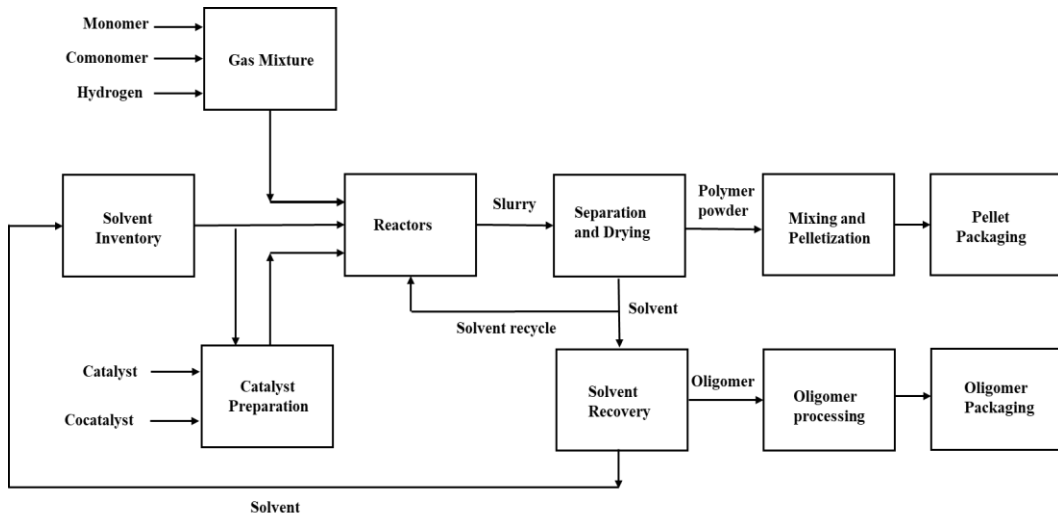 Monomer
Comonomer
Hydrogen
Gas Mixture
Solvent
Inventory
Reactors
Slurry
Separation
and Drying
Polymer
powder
Mixing and
Pelletization
Pellet
Packaging
Solvent recycle
Solvent
Catalyst
Cocatalyst
Catalyst
Preparation
Solvent
Recovery
Oligomer
Oligomer
processing
Oligomer
Packaging
Solvent